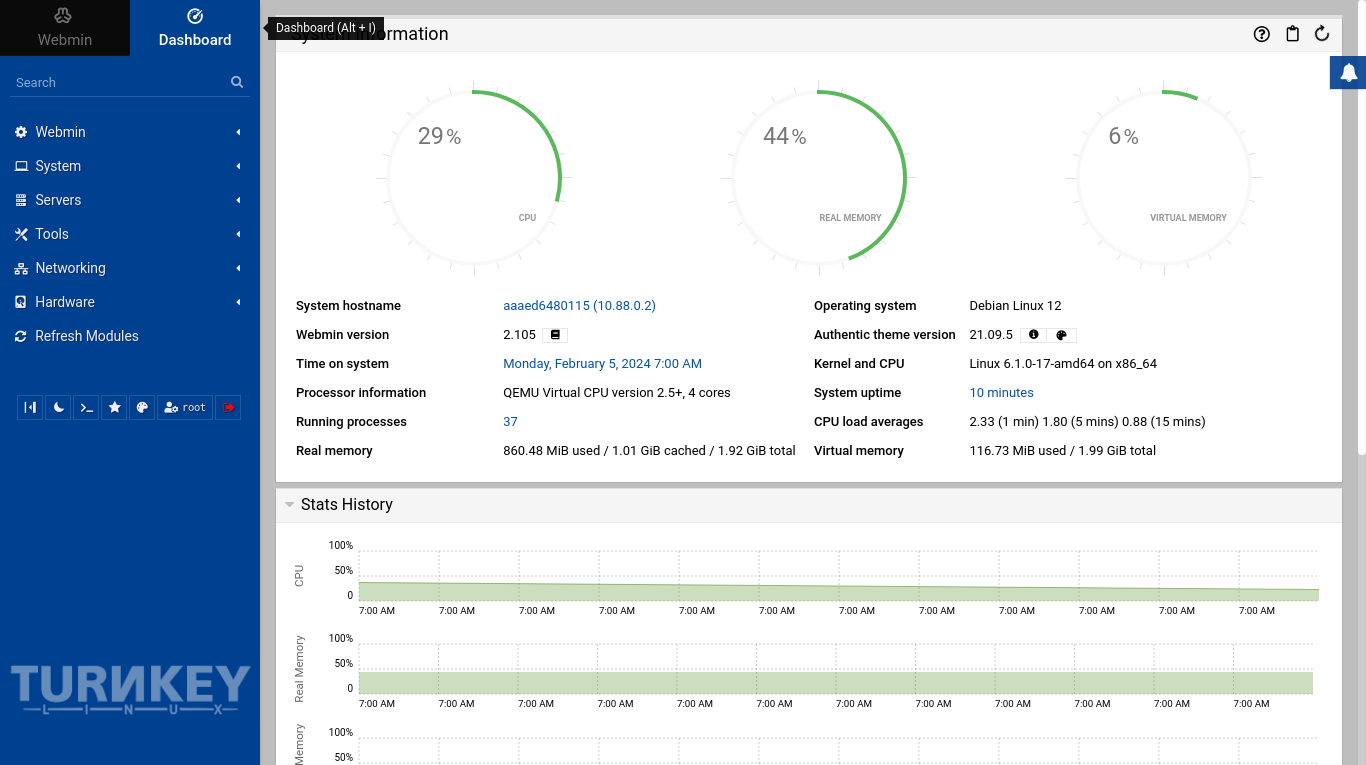 Webmin
Dashboard
Dashboard (Alt + I)
Search
Webmin
System
Servers
Tools
Networking
Hardware
Refresh Modules
root
TURNKEY
LINUX
29%
CPU
44%
REAL MEMORY
6%
VIRTUAL MEMORY
System hostname aaaed6480115 (10.88.0.2) Operating system Debian Linux 12
Webmin version 2.105 Authentic theme version 21.09.5
Time on system Monday, February 5, 2024 7:00 AM Kernel and CPU Linux 6.1.0-17-amd64 on x86_64
Processor information QEMU Virtual CPU version 2.5+, 4 cores System uptime 10 minutes
Running processes 37 CPU load averages 2.33 (1 min) 1.80 (5 mins) 0.88 (15 mins)
Real memory 860.48 MiB used / 1.01 GiB cached / 1.92 GiB total Virtual memory 116.73 MiB used / 1.99 GiB total
Stats History
CPU
100%
50%
0
7:00 AM 7:00 AM 7:00 AM 7:00 AM 7:00 AM 7:00 AM 7:00 AM 7:00 AM 7:00 AM 7:00 AM 7:00 AM 7:00 AM
Real Memory
100%
50%
0
7:00 AM 7:00 AM 7:00 AM 7:00 AM 7:00 AM 7:00 AM 7:00 AM 7:00 AM 7:00 AM 7:00 AM 7:00 AM 7:00 AM
Memory
100%
50%